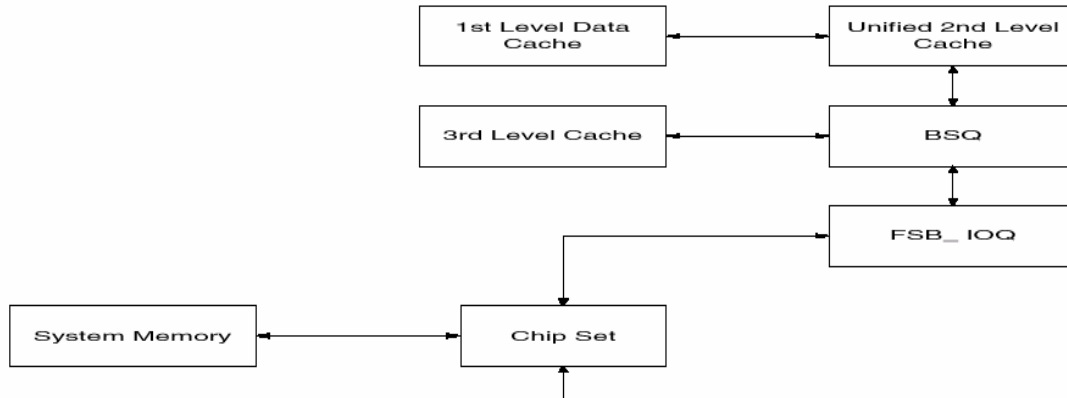 1st Level Data
Cache
Unified 2nd Level
Cache
3rd Level Cache
BSQ
FSB_ IOQ
System Memory
Chip Set